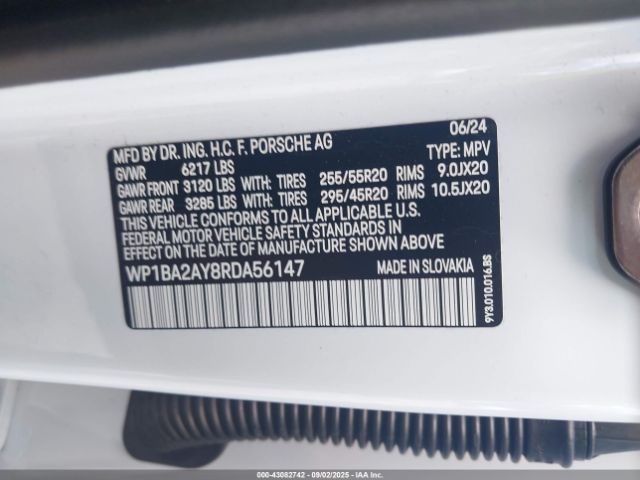 06/24
MFD BY DR. ING. H.C. F. PORSCHE AG
GVWR 6217 LBS TYPE: MPV
GAWR FRONT 3120 LBS WITH: TIRES 255/55R20 RIMS 9.0JX20
GAWR REAR 3285 LBS WITH: TIRES 295/45R20 RIMS 10.5JX20
THIS VEHICLE CONFORMS TO ALL APPLICABLE U.S.
FEDERAL MOTOR VEHICLE SAFETY STANDARDS IN
EFFECT ON THE DATE OF MANUFACTURE SHOWN ABOVE
WP1BA2AY8RDA56147 MADE IN SLOVAKIA
9Y3.010.016.BS
000-43082742 - 09/02/2025 - IAA Inc.